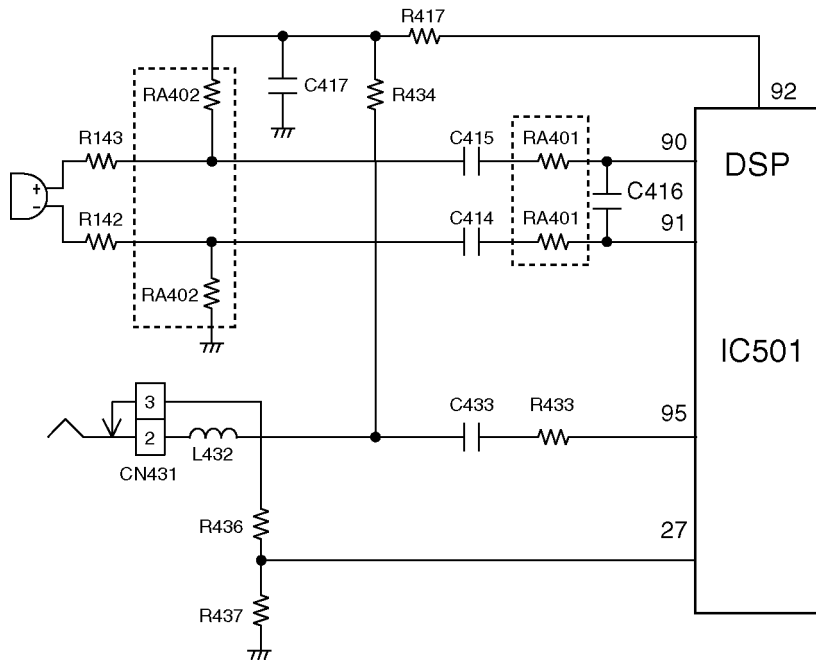 R417
92
RA402
C417
R434
R143
C415
RA401
90
DSP
+
−
C416
R142
C414
RA401
91
RA402
IC501
3
C433
R433
95
2
L432
CN431
R436
27
R437